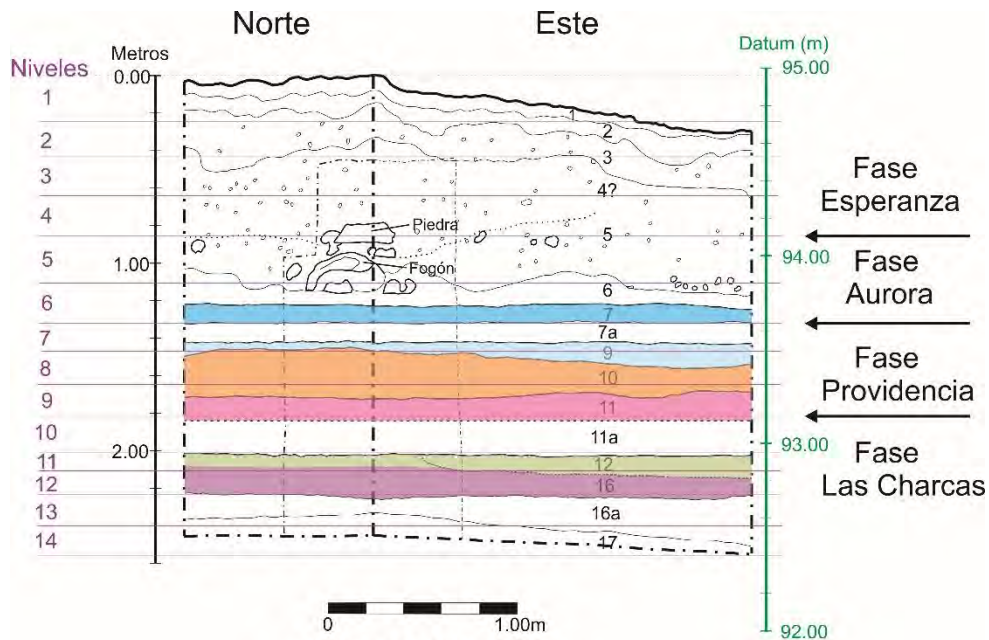 Norte
Este
Metros
Datum (m)
Niveles
0.00
1.00
2.00
95.00
94.00
93.00
92.00
1
2
3
4
5
6
7
8
9
10
11
12
13
14
1
2
3
4?
5
6
7
7a
9
10
11
11a
12
16
16a
17
Piedra
Fogón
Fase
Esperanza
Fase
Aurora
Fase
Providencia
Fase
Las Charcas
0
1.00m